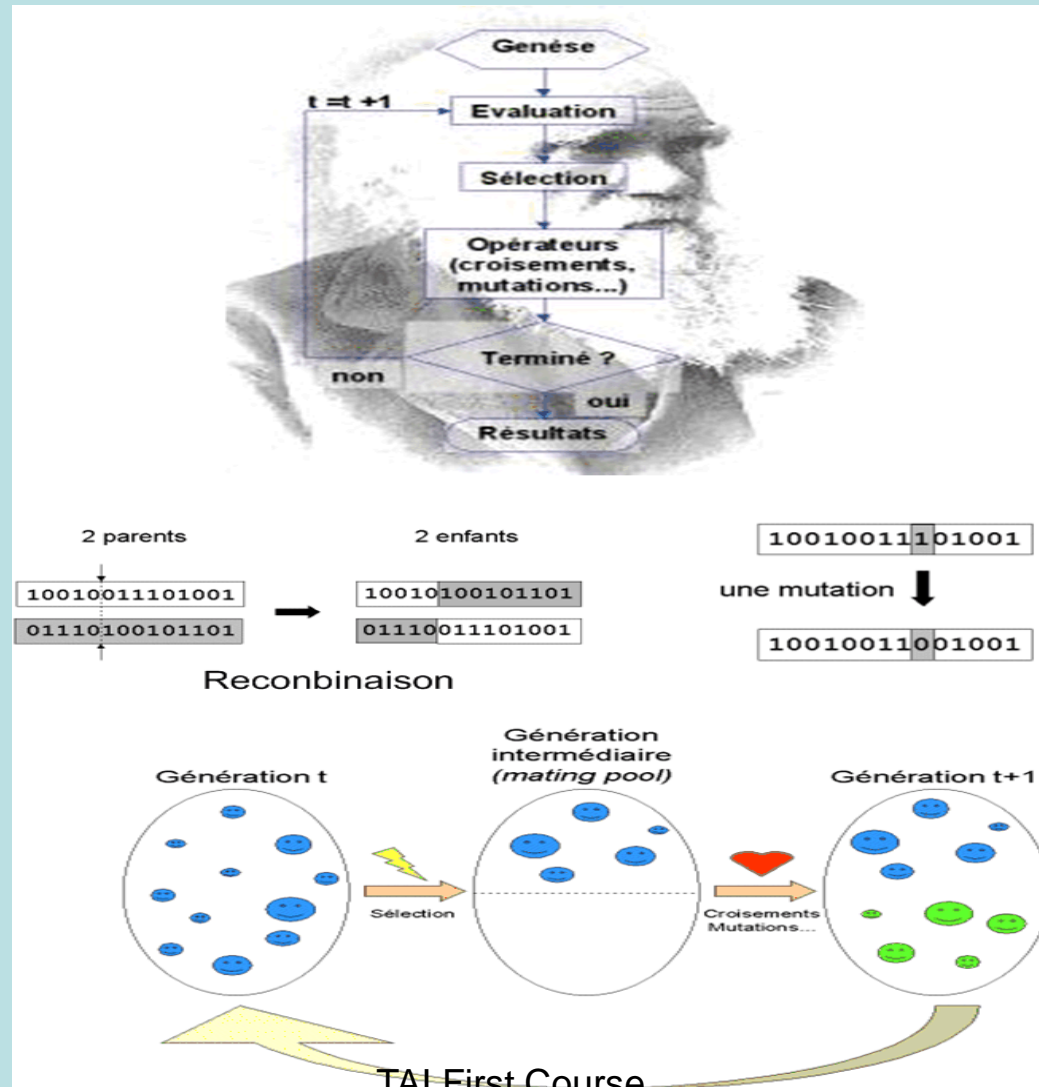 Genése
t =t +1
Evaluation
Sélection
Opérateurs
(croisements,
mutations...)
Terminé ?
non
oui
Résultats
2 parents
2 enfants
10010011101001
01110100101101
10010100101101
01110011101001
Reconbinaison
10010011101001
une mutation
10010011001001
Génération t
Génération
intermédiaire
(mating pool)
Génération t+1
Sélection
Croisements
Mutations...
TAI First Course